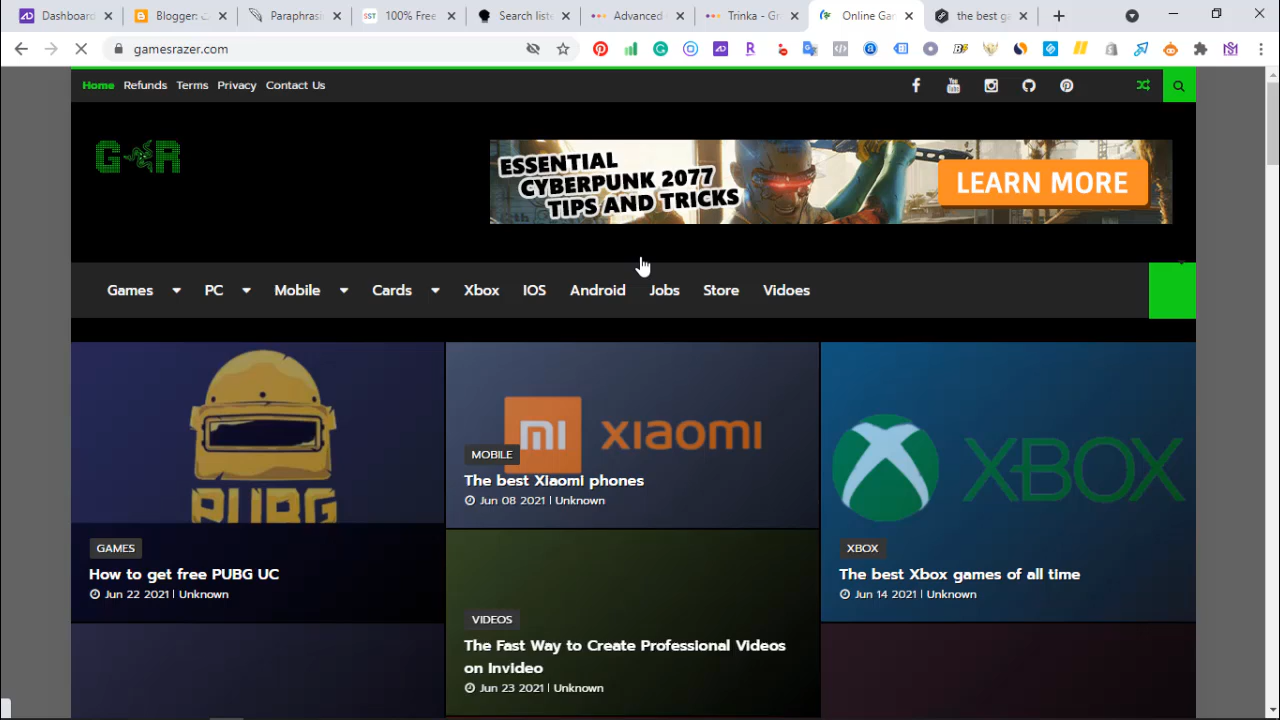 Dashboard
Blogger: 
Paraphras
SST 100% Free
Search lists
Advanced
Trinka - Gr
Online Gar
the best ga
gamesrazer.com
Home Refunds Terms Privacy Contact Us
G R
ESSENTIAL
CYBERPUNK 2077
TIPS AND TRICKS
LEARN MORE
Games PC Mobile Cards Xbox IOS Android Jobs Store Vidoes
PUBG
GAMES
How to get free PUBG UC
Jun 22 2021 | Unknown
mi xiaomi
MOBILE
The best Xiaomi phones
Jun 08 2021 | Unknown
VIDEOS
The Fast Way to Create Professional Videos
on Invideo
Jun 23 2021 | Unknown
XBOX
XBOX
The best Xbox games of all time
Jun 14 2021 | Unknown